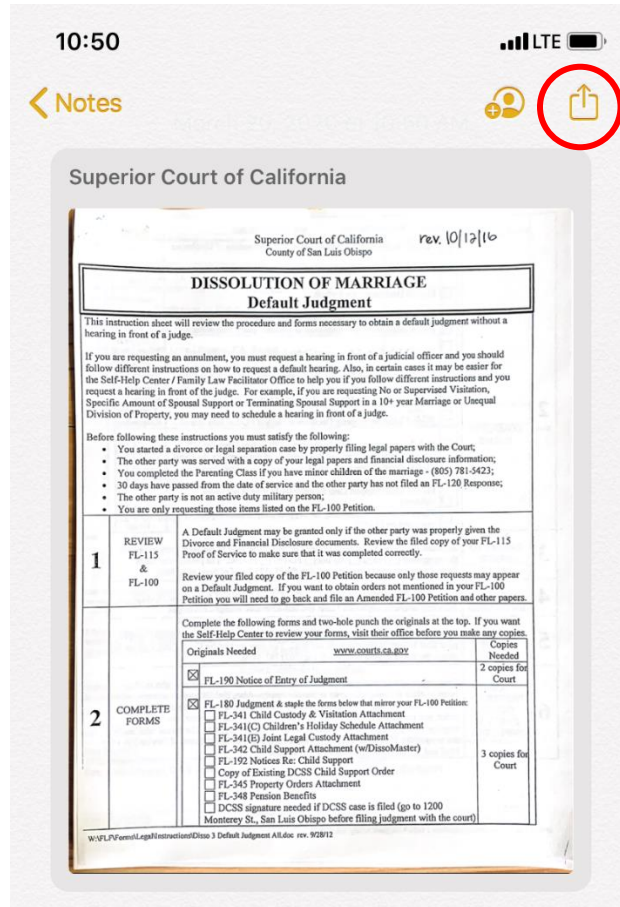 10:50
LTE
Notes
Superior Court of California
Superior Court of California
County of San Luis Obispo
rev. 10/12/16
DISSOLUTION OF MARRIAGE
Default Judgment
This instruction sheet will review the procedure and forms necessary to obtain a default judgment without a
hearing in front of a judge.
If you are requesting an annulment, you must request a hearing in front of a judicial officer and you should
follow different instructions on how to request a default hearing. Also, in certain cases it may be easier for
the Self-Help Center / Family Law Facilitator Office to help you if you follow different instructions and you
request a hearing in front of the judge. For example, if you are requesting No or Supervised Visitation,
Specific Amount of Spousal Support or Terminating Spousal Support in a 10+ year Marriage or Unequal
Division of Property, you may need to schedule a hearing in front of a judge.
Before following these instructions you must satisfy the following:
• You started a divorce or legal separation case by properly filing legal papers with the Court;
• The other party was served with a copy of your legal papers and financial disclosure information;
• You completed the Parenting Class if you have minor children of the marriage - (805) 781-5423;
• 30 days have passed from the date of service and the other party has not filed an FL-120 Response;
• The other party is not an active duty military person;
• You are only requesting those items listed on the FL-100 Petition.
1
REVIEW
FL-115
&
FL-100
A Default Judgment may be granted only if the other party was properly given the
Divorce and Financial Disclosure documents. Review the filed copy of your FL-115
Proof of Service to make sure that it was completed correctly.
Review your filed copy of the FL-100 Petition because only those requests may appear
on a Default Judgment. If you want to obtain orders not mentioned in your FL-100
Petition you will need to go back and file an Amended FL-100 Petition and other papers.
2
COMPLETE
FORMS
Complete the following forms and two-hole punch the originals at the top. If you want
the Self-Help Center to review your forms, visit their office before you make any copies.
Originals Needed www.courts.ca.gov
Copies
Needed
FL-190 Notice of Entry of Judgment
2 copies for
Court
FL-180 Judgment & staple the forms below that mirror your FL-100 Petition:
FL-341 Child Custody & Visitation Attachment
FL-341(C) Children's Holiday Schedule Attachment
FL-341(E) Joint Legal Custody Attachment
FL-342 Child Support Attachment (w/DissoMaster)
FL-192 Notices Re: Child Support
Copy of Existing DCSS Child Support Order
FL-345 Property Orders Attachment
FL-348 Pension Benefits
DCSS signature needed if DCSS case is filed (go to 1200
Monterey St., San Luis Obispo before filing judgment with the court)
3 copies for
Court
W:\FLF\Forms\Legal\Instructions\Disso 3 Default Judgment All.doc rev. 9/28/12